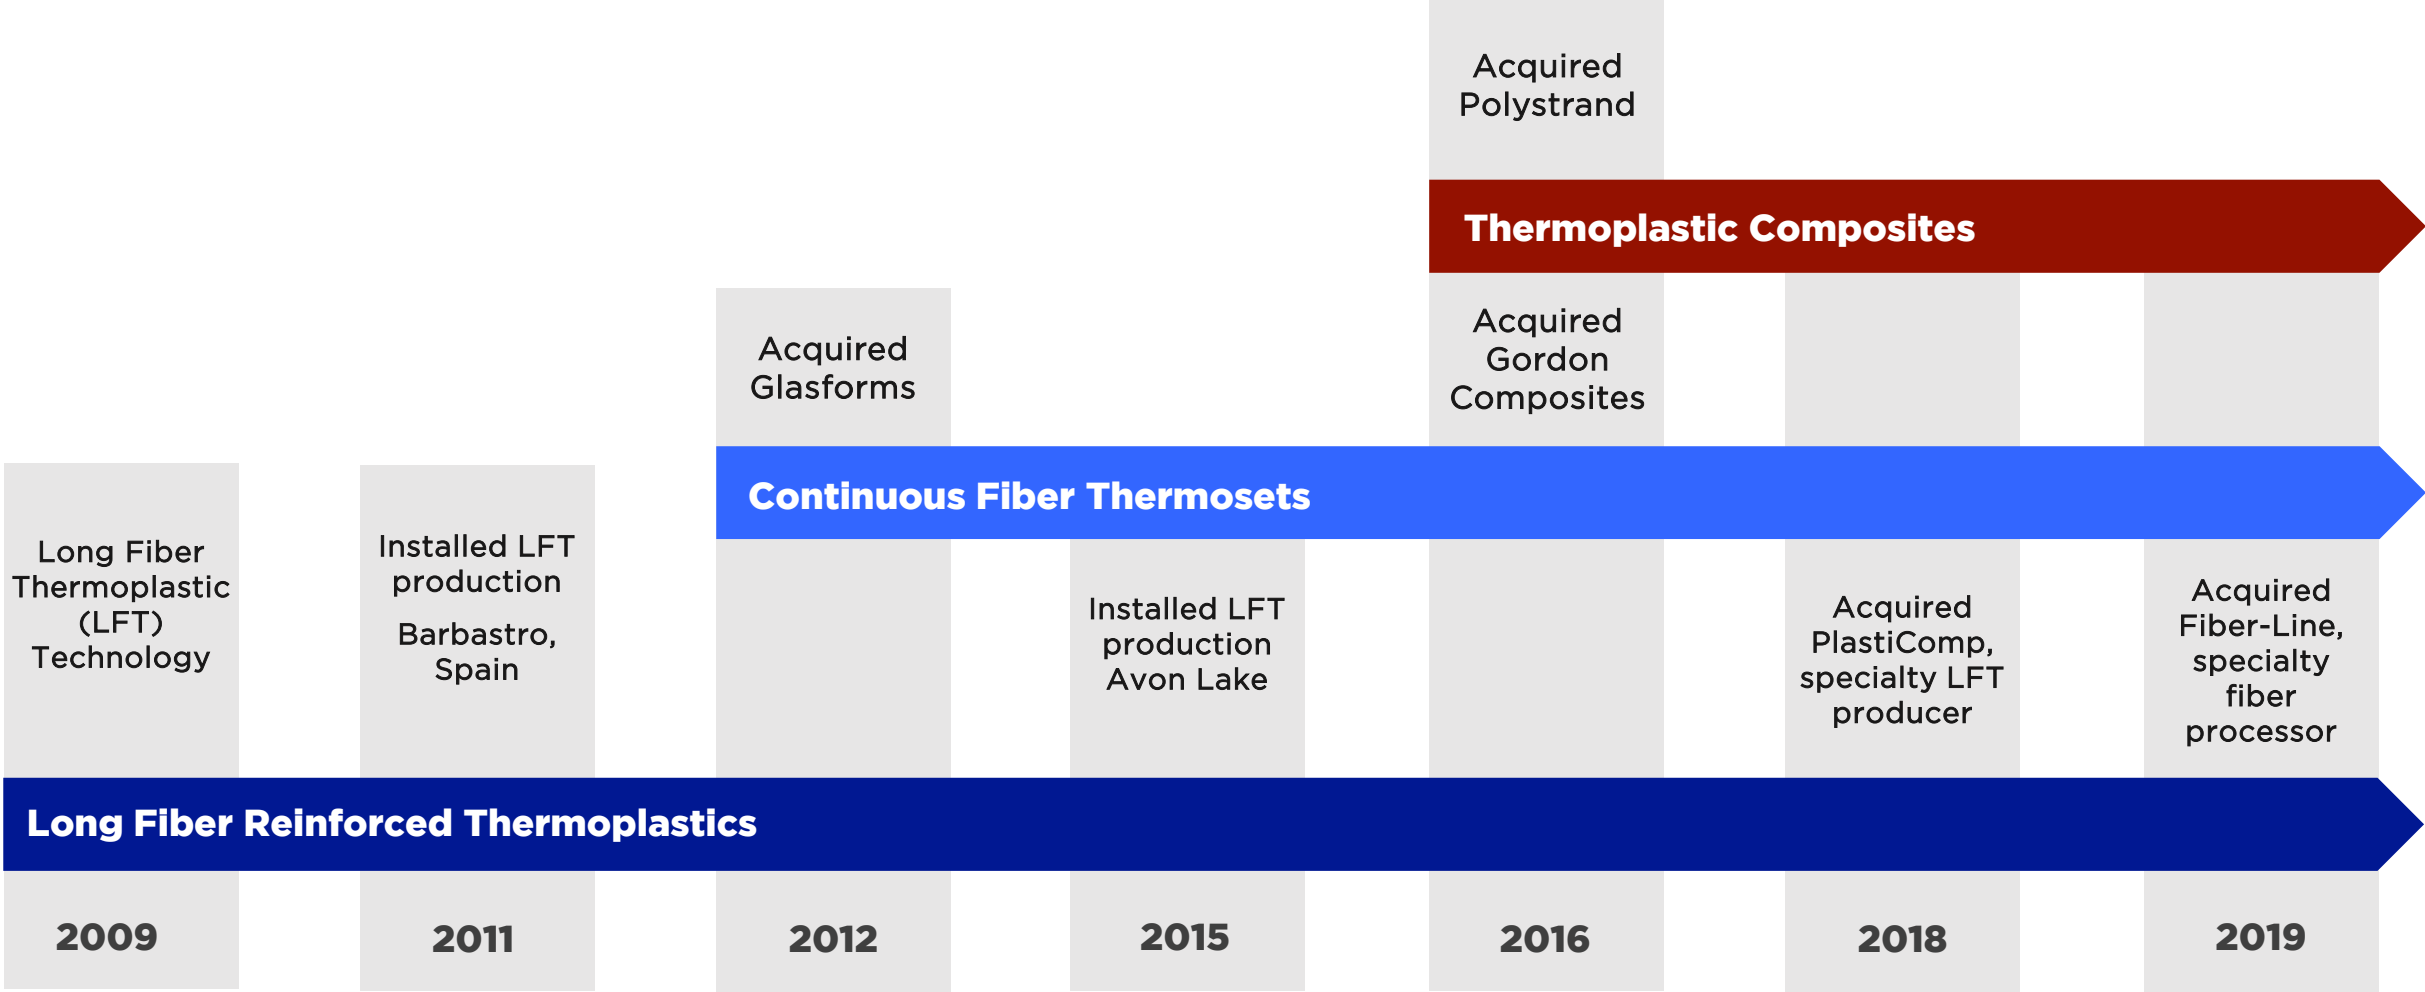 Acquired
Polystrand
Thermoplastic Composites
Acquired
Glasforms
Acquired
Gordon
Composites
Continuous Fiber Thermosets
Long Fiber
Thermoplastic
(LFT)
Technology
Installed LFT
production
Barbastro,
Spain
Installed LFT
production
Avon Lake
Acquired
PlastiComp,
specialty LFT
producer
Acquired
Fiber-Line,
specialty
fiber
processor
Long Fiber Reinforced Thermoplastics
2009
2011
2012
2015
2016
2018
2019